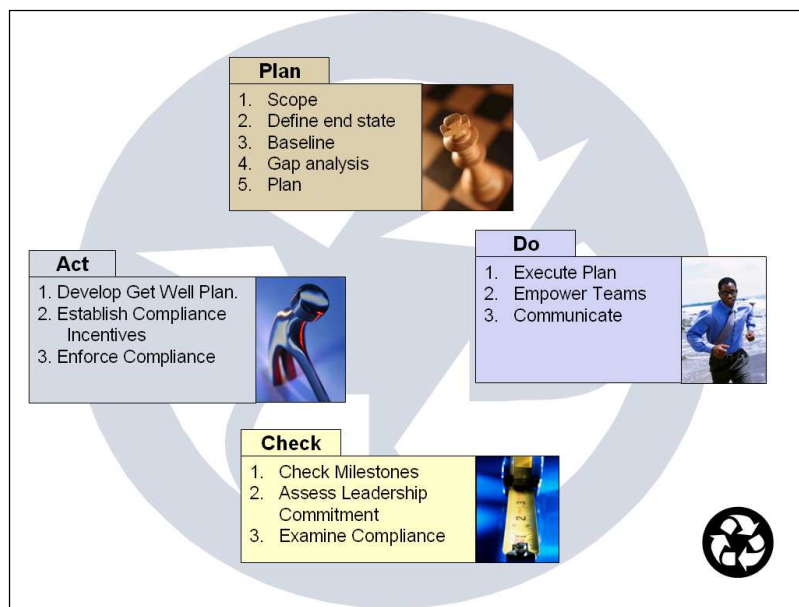 Plan
1. Scope
2. Define end state
3. Baseline
4. Gap analysis
5. Plan
Do
1. Execute Plan
2. Empower Teams
3. Communicate
Check
1. Check Milestones
2. Assess Leadership
Commitment
3. Examine Compliance
Act
1. Develop Get Well Plan.
2. Establish Compliance
Incentives
3. Enforce Compliance